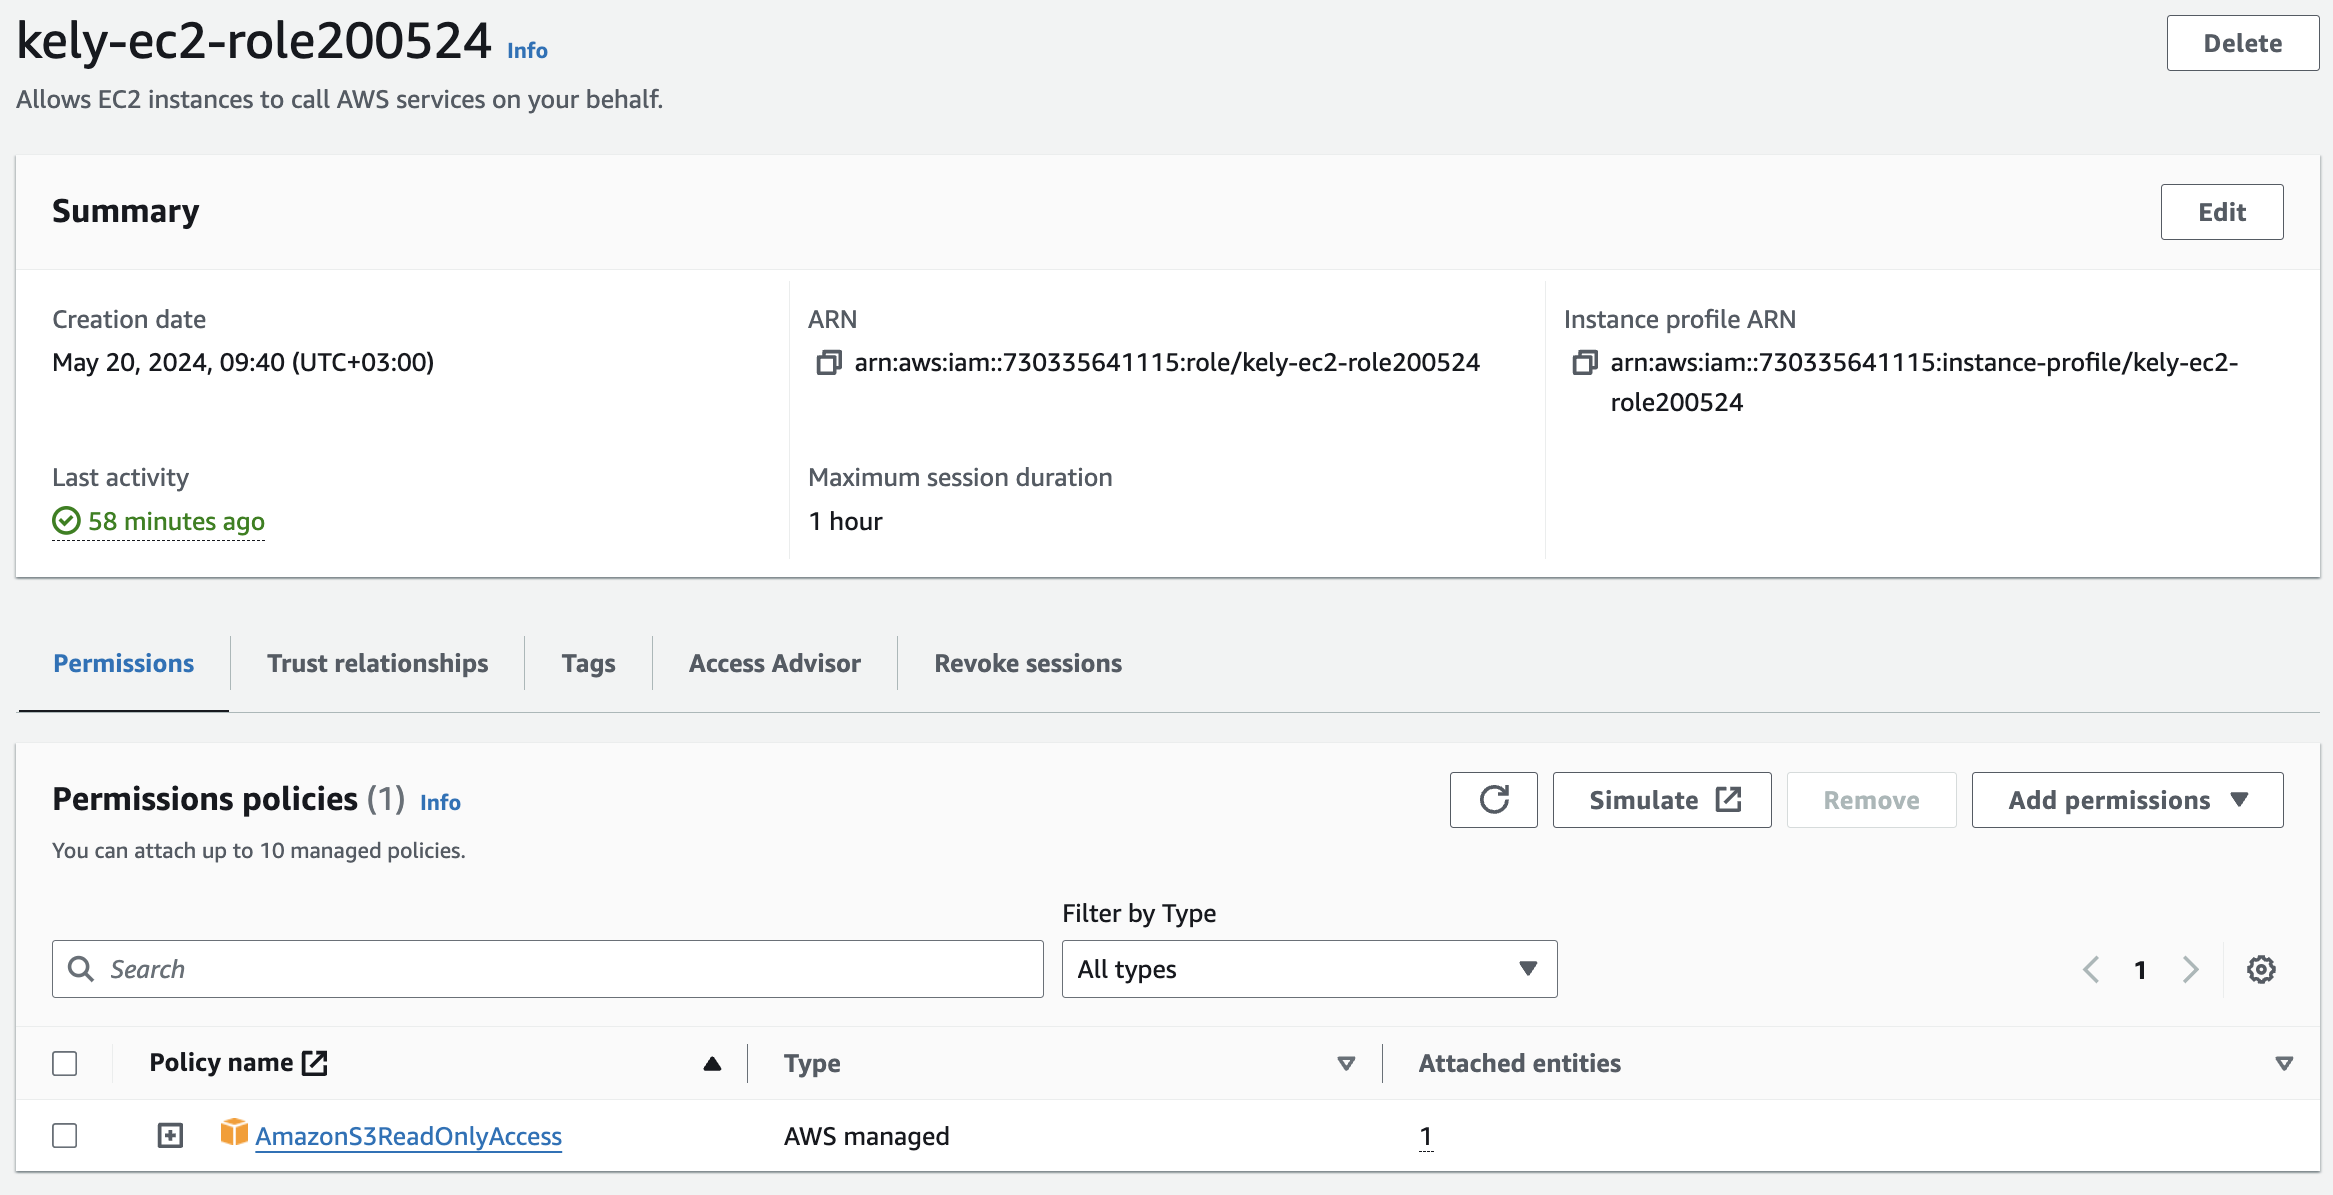 kely-ec2-role200524 Info
Delete
Allows EC2 instances to call AWS services on your behalf.
Summary
Edit
Creation date
May 20, 2024, 09:40 (UTC+03:00)
ARN
arn:aws:iam::730335641115:role/kely-ec2-role200524
Instance profile ARN
arn:aws:iam::730335641115:instance-profile/kely-ec2-
role200524
Last activity
58 minutes ago
Maximum session duration
1 hour
Permissions
Trust relationships
Tags
Access Advisor
Revoke sessions
Permissions policies (1) Info
You can attach up to 10 managed policies.
Simulate
Remove
Add permissions
Filter by Type
Search
All types
1
Policy name
Type
Attached entities
AmazonS3ReadOnlyAccess
AWS managed
1